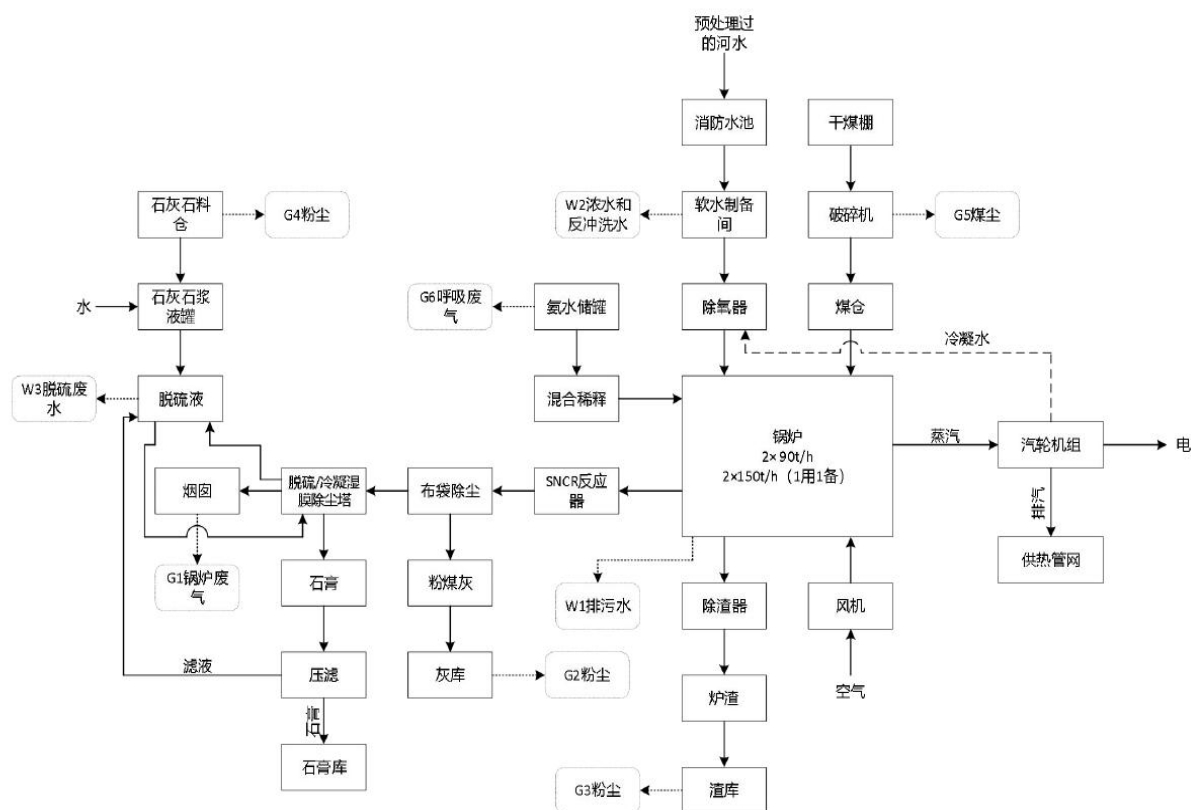 预处理过
的河水
消防水池
干煤棚
石灰石料
仓
G4粉尘
W2浓水和
反冲洗水
软水制备
间
破碎机
G5煤尘
水
石灰石浆
液罐
G6呼吸废
气
氨水储罐
除氧器
煤仓
冷凝水
W3脱硫废
水
脱硫液
混合稀释
锅炉
2×90t/h
2×150t/h（1用1备）
蒸汽
汽轮机组
电
烟囱
脱硫/冷凝湿
膜除尘塔
布袋除尘
SNCR反应
器
排汽
供热管网
G1锅炉废
气
石膏
粉煤灰
W1排污水
除渣器
风机
滤液
压滤
灰库
G2粉尘
炉渣
空气
石膏
石膏库
G3粉尘
渣库